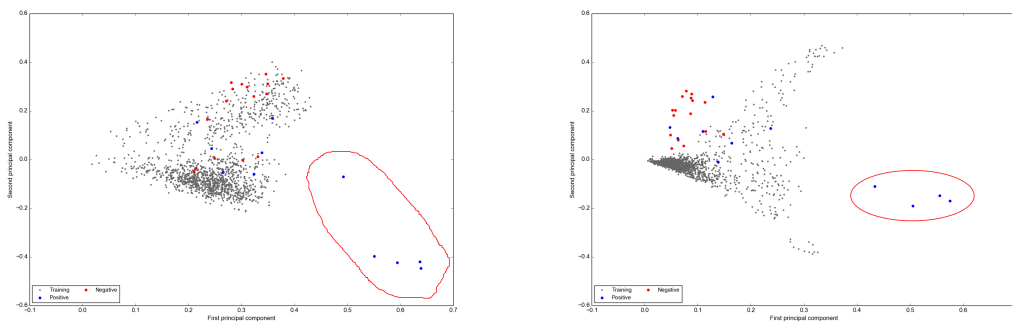 0.6
0.4
0.2
0.0
−0.2
−0.4
−0.6
Second principal component
−0.1 0.0 0.1 0.2 0.3 0.4 0.5 0.6 0.7
First principal component
Training Negative
Positive
0.6
0.4
0.2
0.0
−0.2
−0.4
−0.6
Second principal component
−0.1 0.0 0.1 0.2 0.3 0.4 0.5 0.6
First principal component
Training Negative
Positive